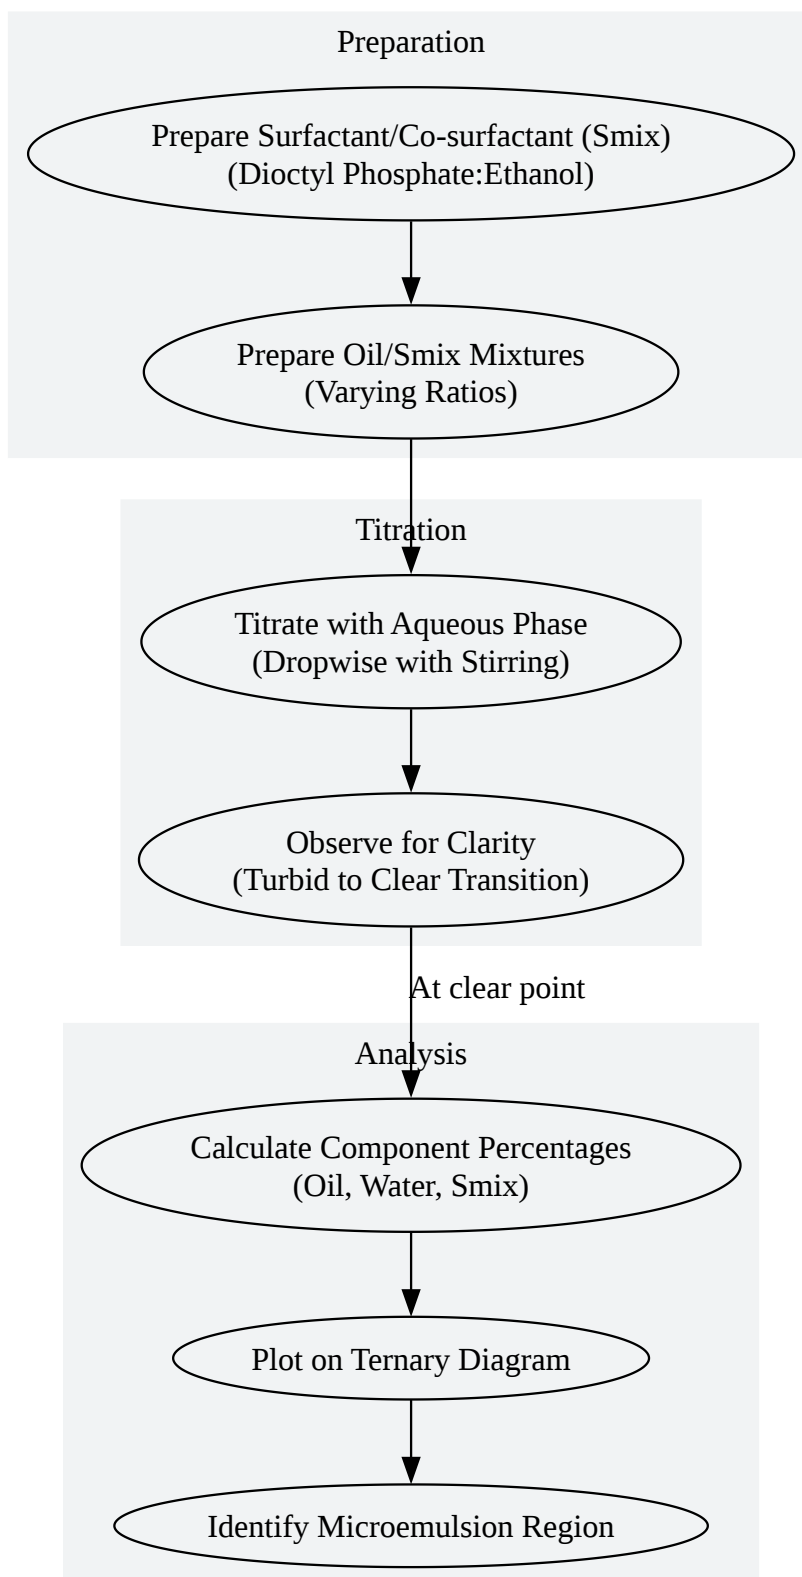 Preparation
Prepare Surfactant/Co-surfactant (Smix)
(Dioctyl Phosphate:Ethanol)
Prepare Oil/Smix Mixtures
(Varying Ratios)
Titration
Titrate with Aqueous Phase
(Dropwise with Stirring)
Observe for Clarity
(Turbid to Clear Transition)
At clear point
Analysis
Calculate Component Percentages
(Oil, Water, Smix)
Plot on Ternary Diagram
Identify Microemulsion Region